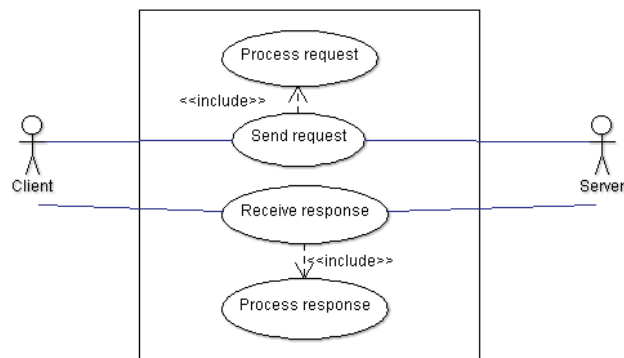 Process request
<<include>>
Send request
Client
Server
Receive response
<<include>>
Process response